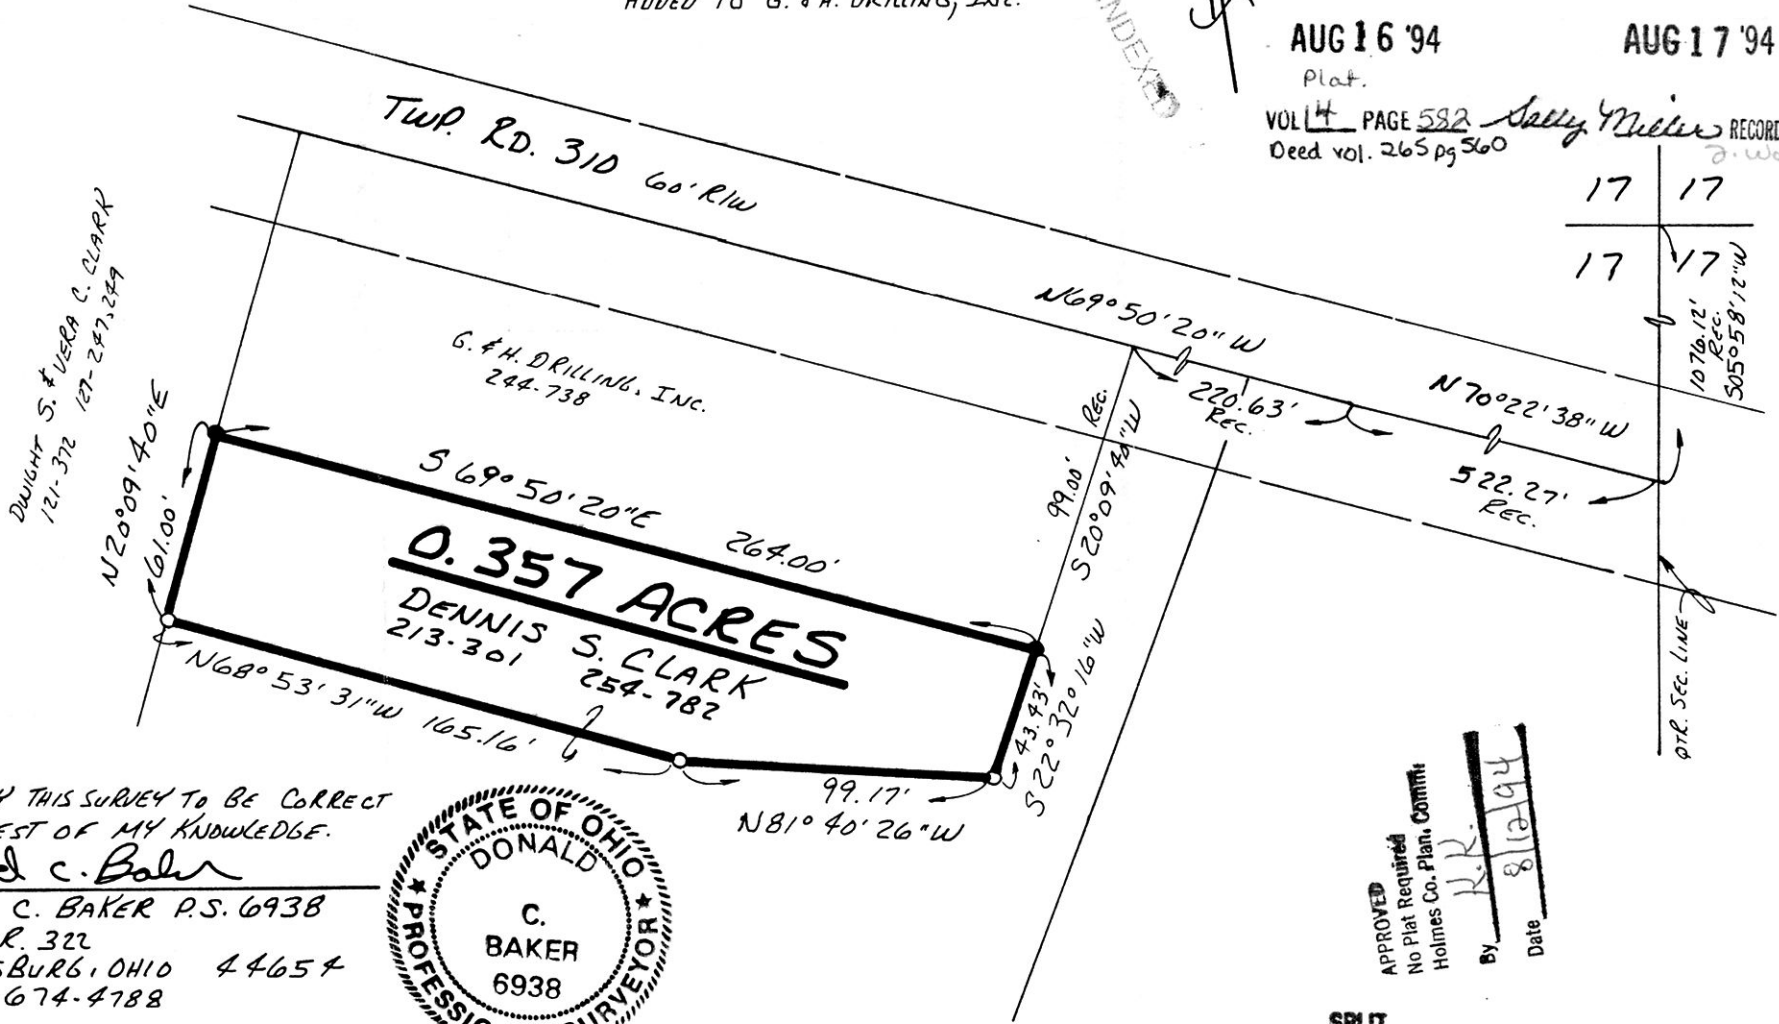 ADDED TO G. & H. DRILLING, INC.
INDEXED
AUG 16 '94
AUG 17 '94
Plat.
VOL 14 PAGE 582 Sally Miller RECORD
Deed vol. 265 pg 560
17 17
17 17
1076.12'
REC.
S05°58'12"W
TWP. RD. 310 60' R/W
N69°50'20"W
220.63'
REC.
N70°22'38"W
522.27'
REC.
DWIGHT S. & VERA C. CLARK
121-372 127-247,249
G. & H. DRILLING, INC.
244-738
99.00' REC.
S20°09'40"W
N20°09'40"E
61.00'
S69°50'20"E 264.00'
0.357 ACRES
DENNIS S. CLARK
213-301 254-782
N68°53'31"W 165.16'
43.43'
S22°32'16"W
99.17'
N81°40'26"W
QTR. SEC. LINE
THIS SURVEY TO BE CORRECT
OF MY KNOWLEDGE.
C. Baker
C. BAKER P.S. 6938
R. 322
SBURG, OHIO 44654
674-4788
STATE OF OHIO
DONALD
C.
BAKER
6938
PROFESSIONAL SURVEYOR
APPROVED
No Plat Required
Holmes Co. Plan. Comm.
By K.K.
Date 8/12/94
SPLIT